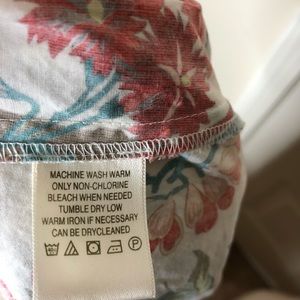 MACHINE WASH WARM
ONLY NON-CHLORINE
BLEACH WHEN NEEDED
TUMBLE DRY LOW
WARM IRON IF NECESSARY
CAN BE DRYCLEANED